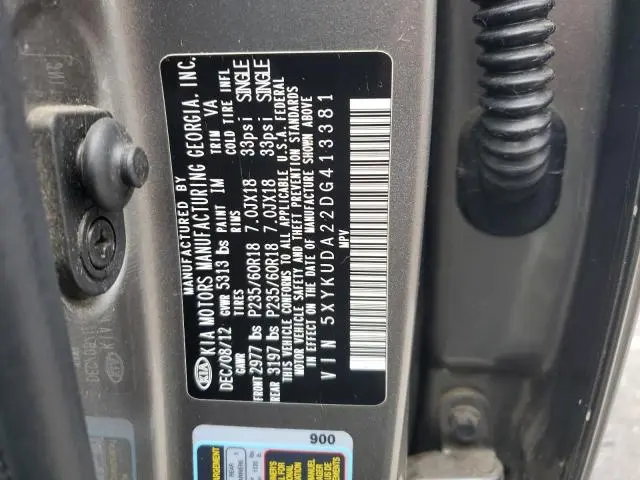 MANUFACTURED BY
KIA KIA MOTORS MANUFACTURING GEORGIA. INC.
DEC/08/12 GVWR 5313 lbs PAINT IM TRIM VA
GAWR TIRES RIMS COLD TIRE INFL
FRONT 2977 lbs P235/60R18 7.0JX18 33psi SINGLE
REAR 3197 lbs P235/60R18 7.0JX18 33psi SINGLE
THIS VEHICLE CONFORMS TO ALL APPLICABLE U.S.A. FEDERAL
MOTOR VEHICLE SAFETY AND THEFT PREVENTION STANDARDS
IN EFFECT ON THE DATE OF MANUFACTURE SHOWN ABOVE.
VIN 5XYKUDA22DG413381
MPV
900
REAR
MANUEL